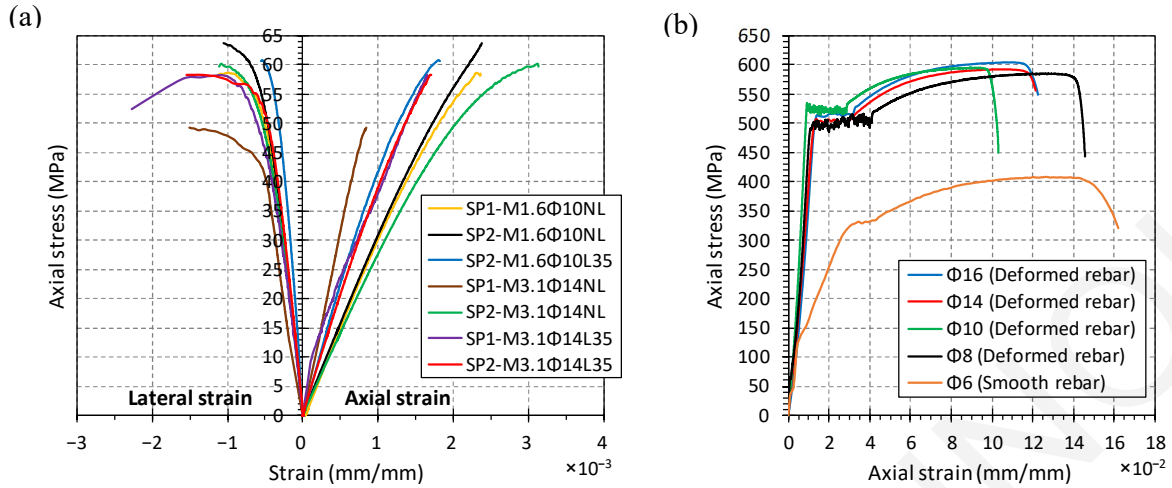 (a)
Axial stress (MPa)
65
60
55
50
45
40
35
30
25
20
15
10
5
0
Lateral strain
Axial strain
SP1-M1.6Φ10NL
SP2-M1.6Φ10NL
SP2-M1.6Φ10L35
SP1-M3.1Φ14NL
SP2-M3.1Φ14NL
SP1-M3.1Φ14L35
SP2-M3.1Φ14L35
−3 −2 −1 0 1 2 3 4
Strain (mm/mm)
×10⁻³
(b)
Axial stress (MPa)
650
600
550
500
450
400
350
300
250
200
150
100
50
0
Φ16 (Deformed rebar)
Φ14 (Deformed rebar)
Φ10 (Deformed rebar)
Φ8 (Deformed rebar)
Φ6 (Smooth rebar)
0 2 4 6 8 10 12 14 16 18
Axial strain (mm/mm)
×10⁻²